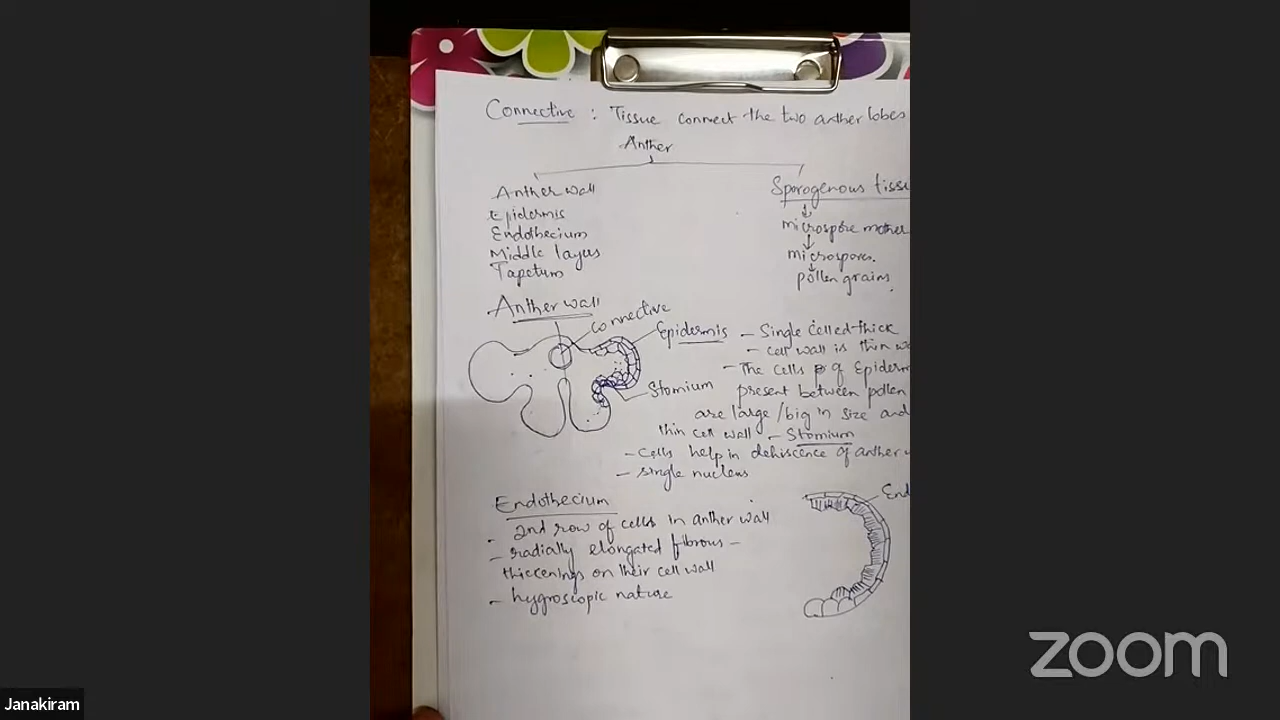 Connective : Tissue connect the two anther lobes
Anther
Anther wall
Epidermis
Endothecium
Middle layers
Tapetum
Sporogenous tissu
microspore mother
microspores.
pollen grains
Anther wall
connective
Epidermis
- Single celled thick
- cell wall is thin wa
- The cells of Epiderm
Stomium
present between pollen
are large / big in size and
thin cell wall - Stomium
- Cells help in dehiscence of anther
- single nucleus
Endothecium
End
- 2nd row of cells in anther wall
- radially elongated fibrous -
thickenings on their cell wall
- hygroscopic nature
zoom
Janakiram